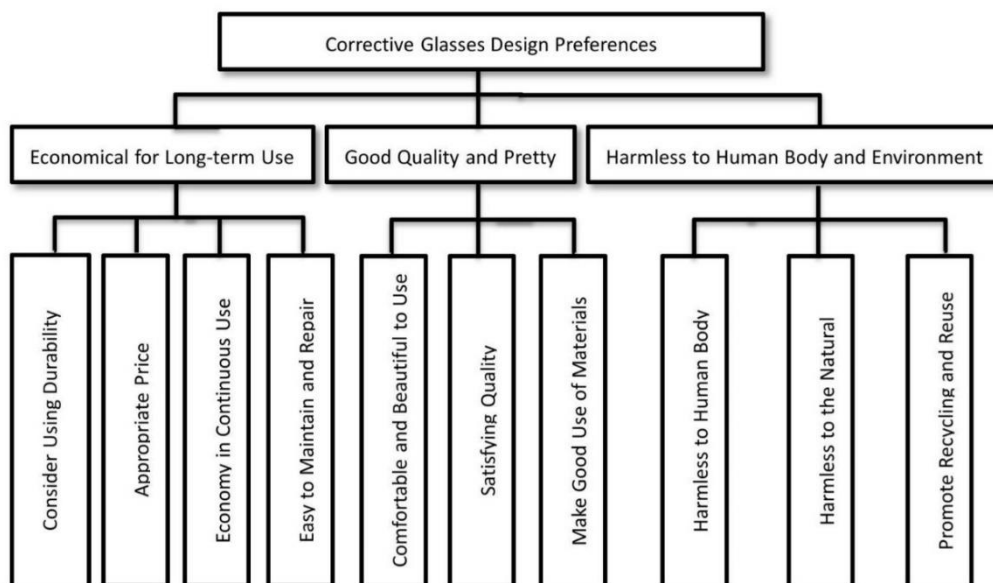 Corrective Glasses Design Preferences
Economical for Long-term Use
Good Quality and Pretty
Harmless to Human Body and Environment
Consider Using Durability
Appropriate Price
Economy in Continuous Use
Easy to Maintain and Repair
Comfortable and Beautiful to Use
Satisfying Quality
Make Good Use of Materials
Harmless to Human Body
Harmless to the Natural
Promote Recycling and Reuse